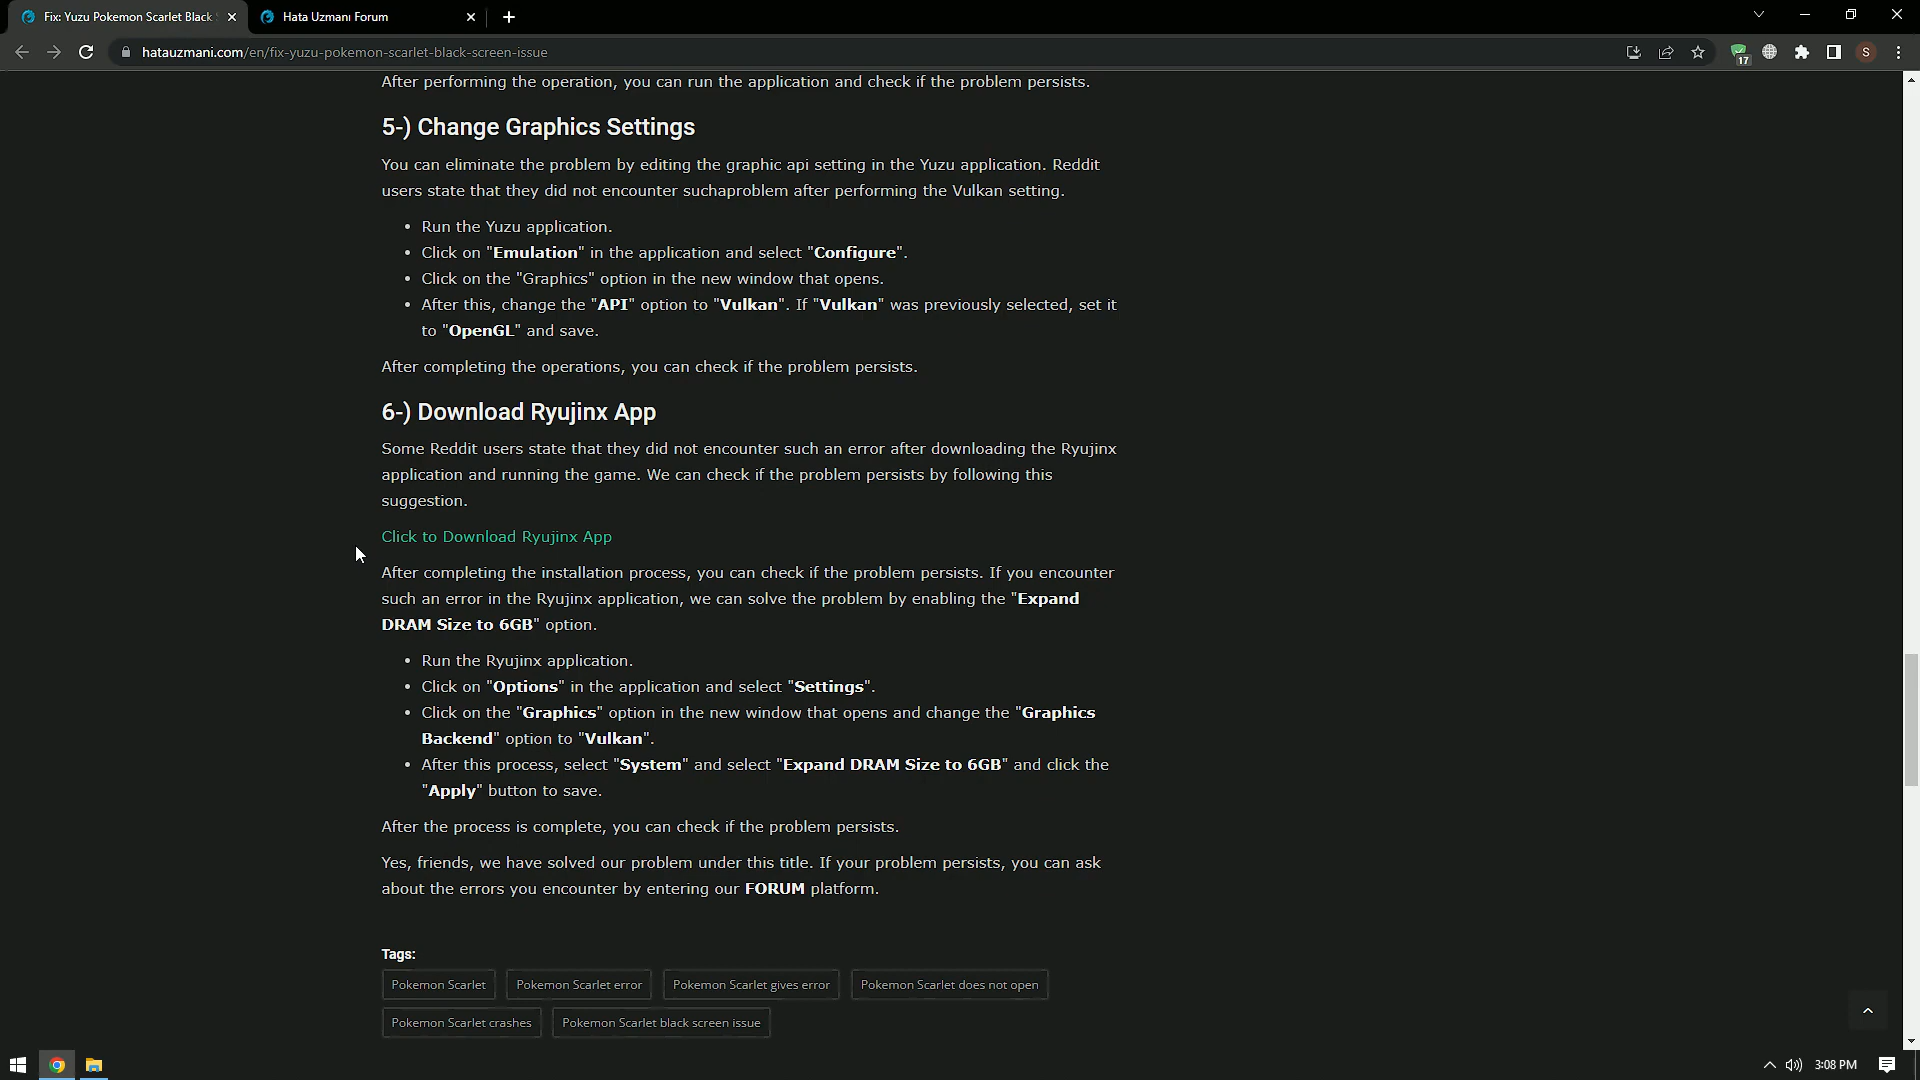 Fix: Yuzu Pokemon Scarlet Black
Hata Uzmanı Forum
hatauzmani.com/en/fix-yuzu-pokemon-scarlet-black-screen-issue
17
S
After performing the operation, you can run the application and check if the problem persists.
5-) Change Graphics Settings
You can eliminate the problem by editing the graphic api setting in the Yuzu application. Reddit
users state that they did not encounter suchaproblem after performing the Vulkan setting.
• Run the Yuzu application.
• Click on "Emulation" in the application and select "Configure".
• Click on the "Graphics" option in the new window that opens.
• After this, change the "API" option to "Vulkan". If "Vulkan" was previously selected, set it
to "OpenGL" and save.
After completing the operations, you can check if the problem persists.
6-) Download Ryujinx App
Some Reddit users state that they did not encounter such an error after downloading the Ryujinx
application and running the game. We can check if the problem persists by following this
suggestion.
Click to Download Ryujinx App
After completing the installation process, you can check if the problem persists. If you encounter
such an error in the Ryujinx application, we can solve the problem by enabling the "Expand
DRAM Size to 6GB" option.
• Run the Ryujinx application.
• Click on "Options" in the application and select "Settings".
• Click on the "Graphics" option in the new window that opens and change the "Graphics
Backend" option to "Vulkan".
• After this process, select "System" and select "Expand DRAM Size to 6GB" and click the
"Apply" button to save.
After the process is complete, you can check if the problem persists.
Yes, friends, we have solved our problem under this title. If your problem persists, you can ask
about the errors you encounter by entering our FORUM platform.
Tags:
Pokemon Scarlet
Pokemon Scarlet error
Pokemon Scarlet gives error
Pokemon Scarlet does not open
Pokemon Scarlet crashes
Pokemon Scarlet black screen issue
3:08 PM